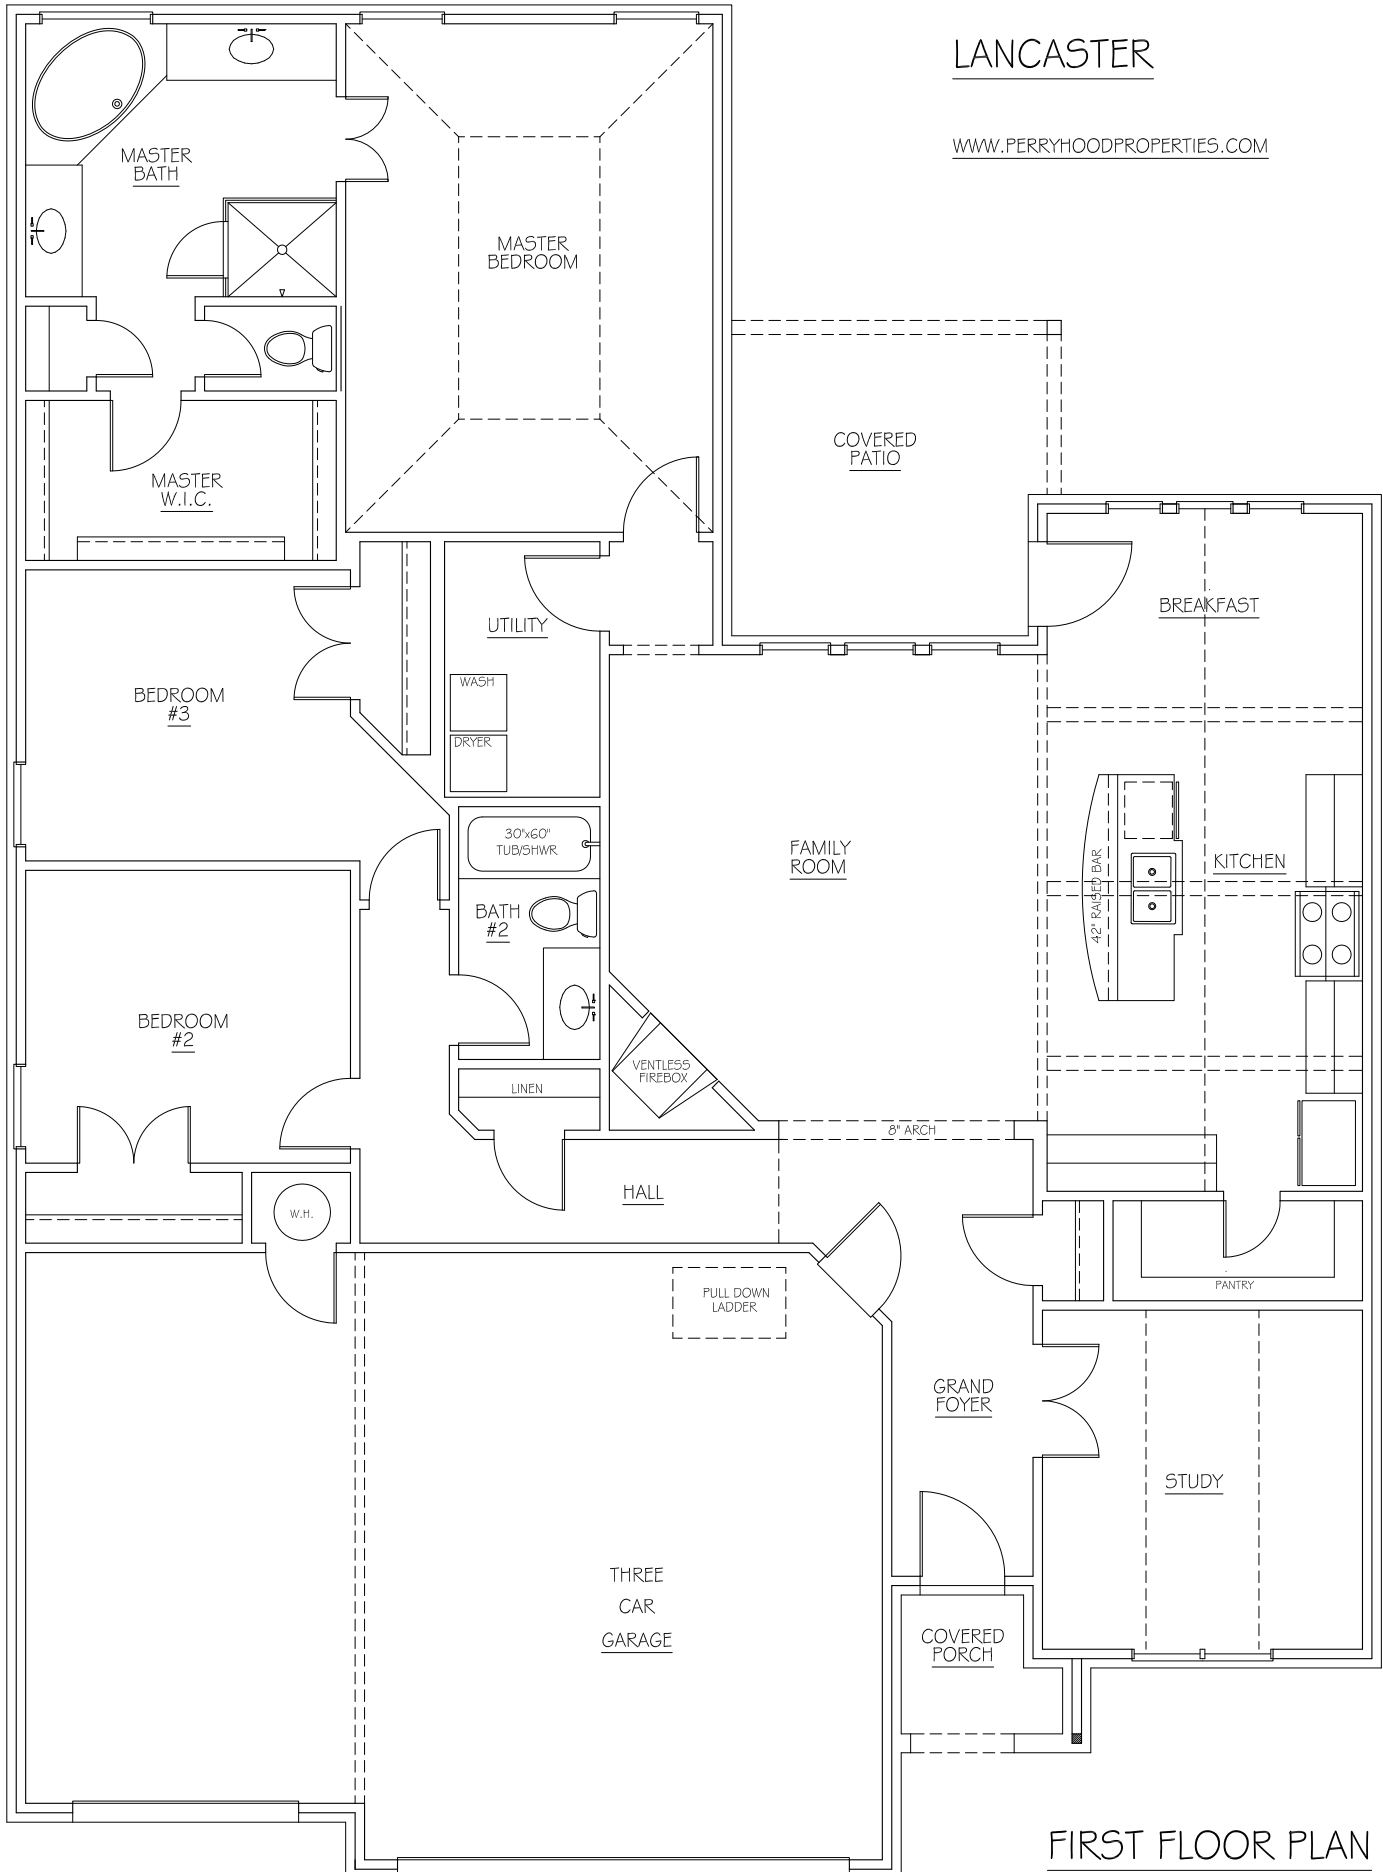 LANCASTER
WWW.PERRYHOODPROPERTIES.COM
MASTER
BATH
MASTER
BEDROOM
COVERED
PATIO
MASTER
W.I.C.
BREAKFAST
UTILITY
WASH
DRYER
BEDROOM
#3
30"x60"
TUB/SHWR
FAMILY
ROOM
42" RAISED BAR
KITCHEN
BATH
#2
BEDROOM
#2
VENTLESS
FIREBOX
LINEN
8" ARCH
HALL
W.H.
PULL DOWN
LADDER
PANTRY
GRAND
FOYER
STUDY
THREE
CAR
GARAGE
COVERED
PORCH
FIRST FLOOR PLAN